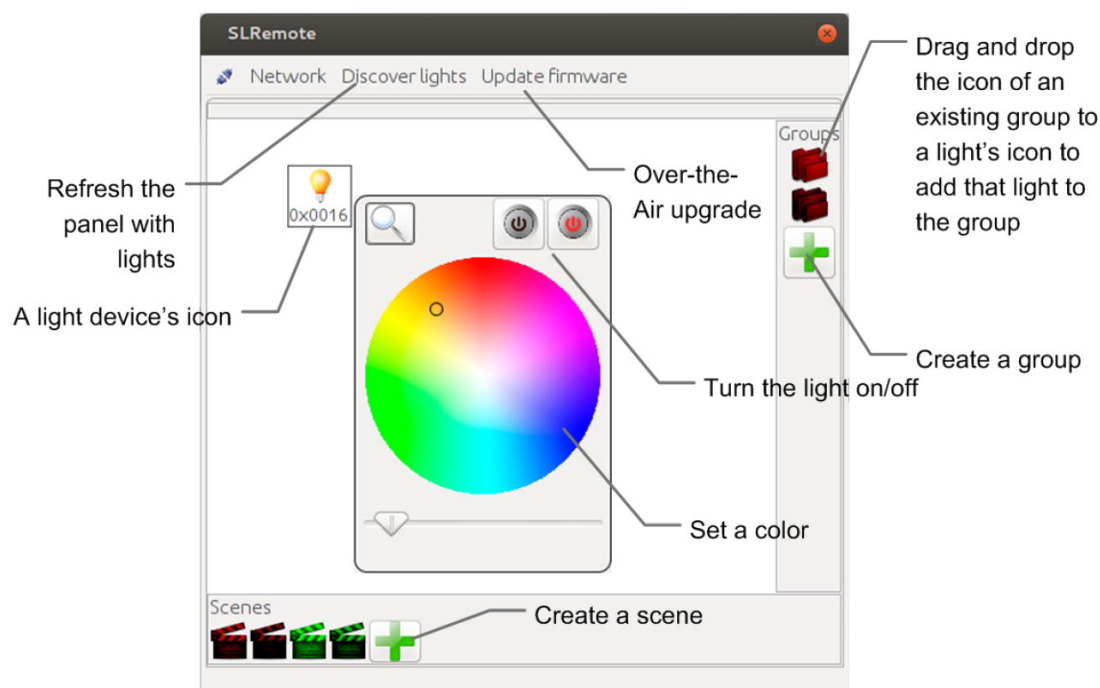 SLRemote
Network Discover lights Update firmware
Drag and drop
the icon of an
existing group to
a light's icon to
add that light to
the group
Groups
Refresh the
panel with
lights
0x0016
Over-the-
Air upgrade
A light device's icon
Create a group
Turn the light on/off
Set a color
Scenes
Create a scene